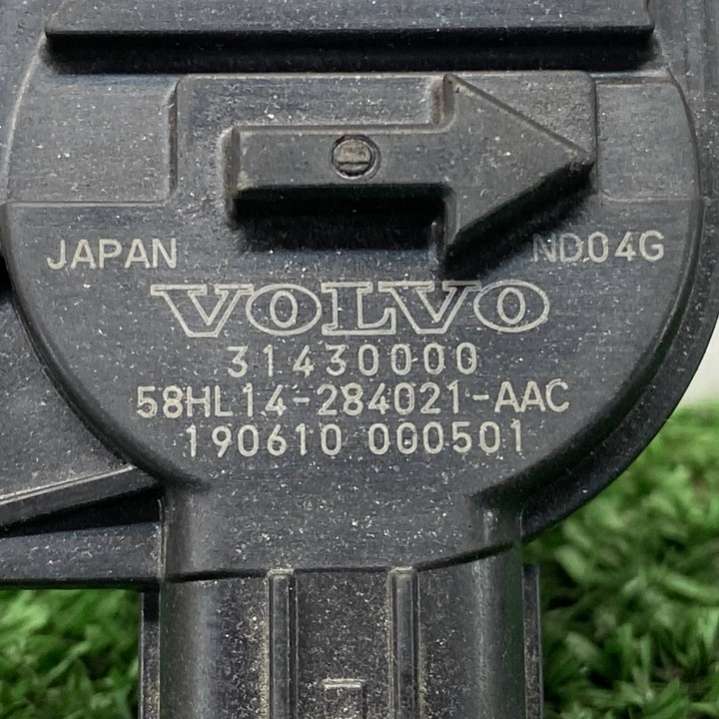 JAPAN ND04G
VOLVO
31430000
58HL14-284021-AAC
190610 000501